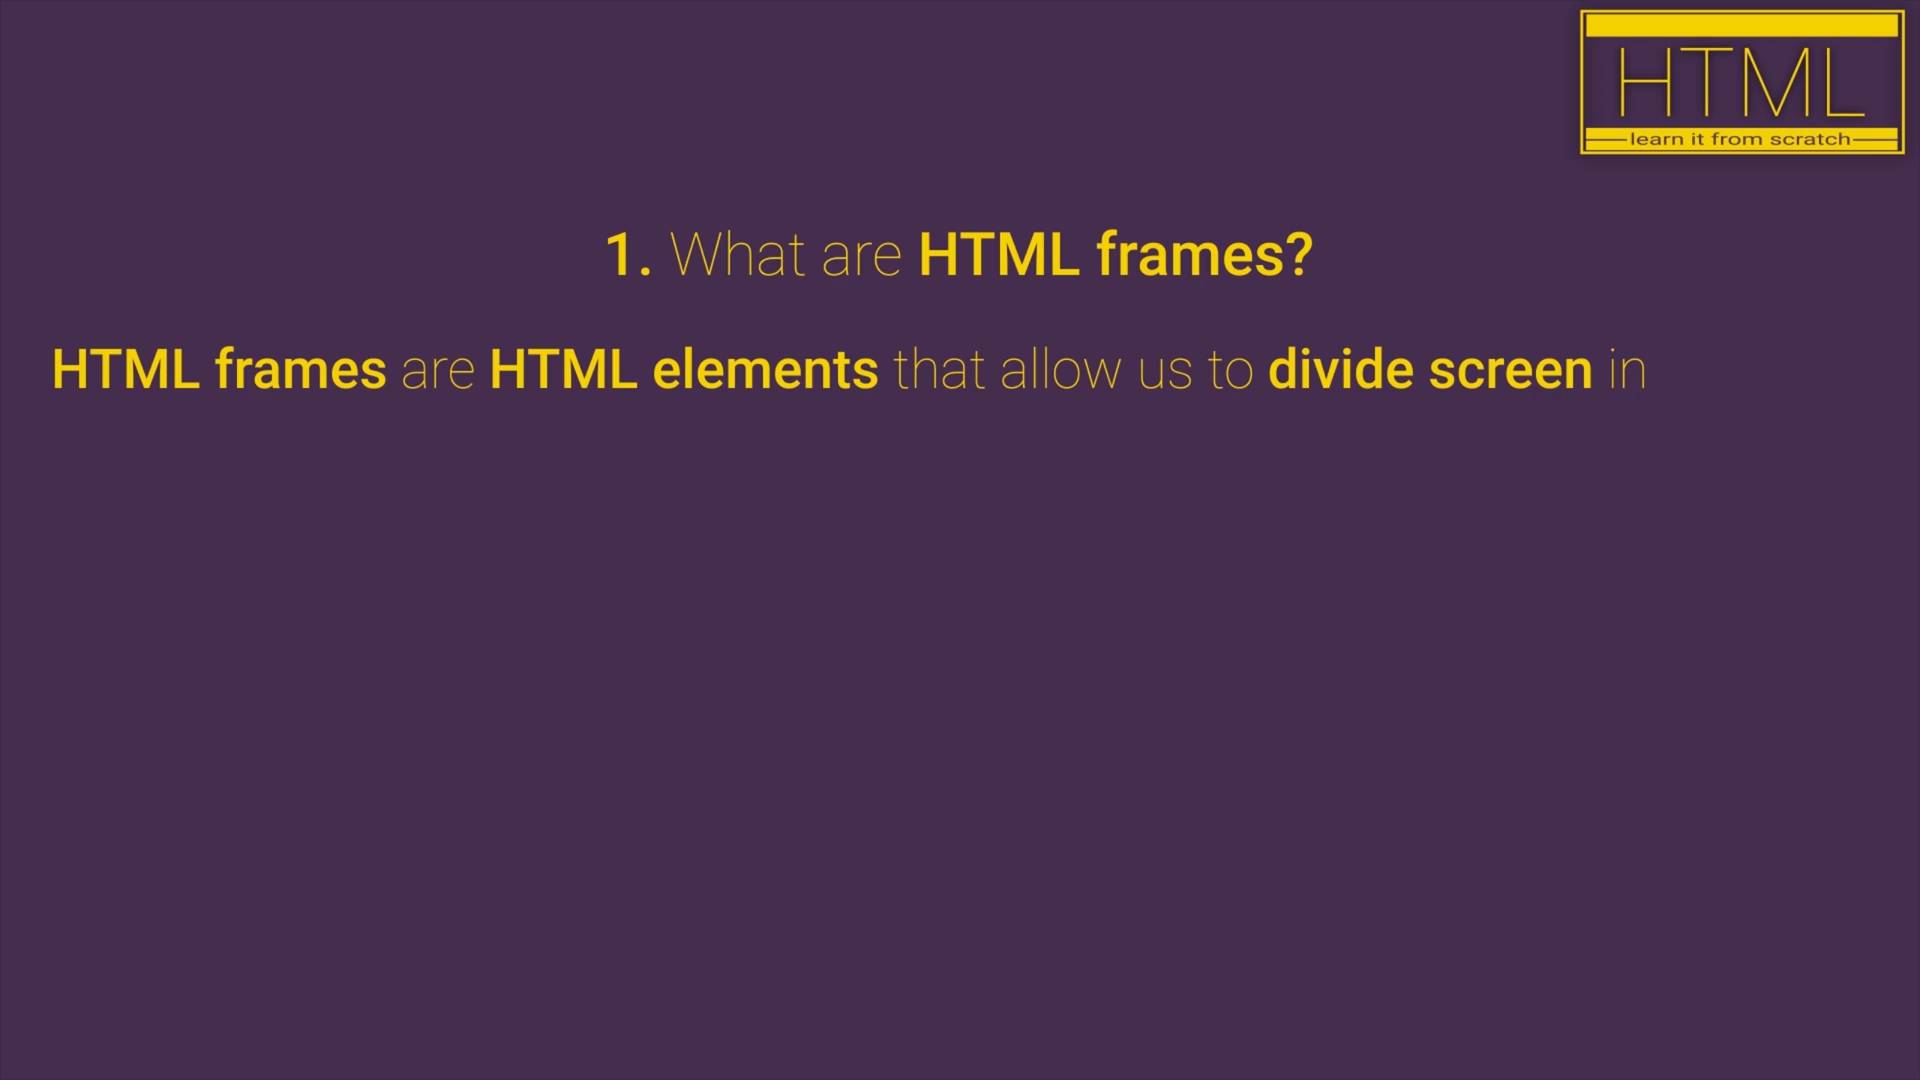 HTML
learn it from scratch
1. What are HTML frames?
HTML frames are HTML elements that allow us to divide screen in